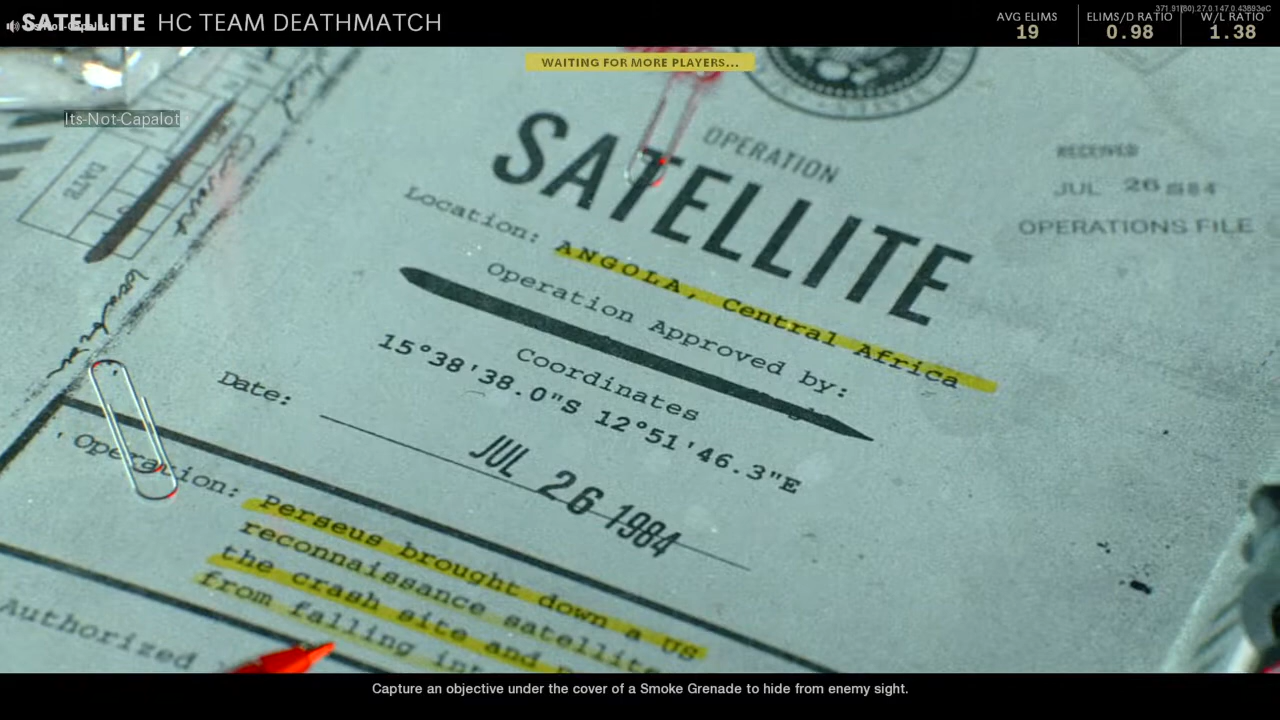 SATELLITE HC TEAM DEATHMATCH
AVG ELIMS
19
ELIMS/D RATIO
0.98
W/L RATIO
1.38
WAITING FOR MORE PLAYERS...
Its-Not-Capalot
OPERATION
SATELLITE
RECEIVED
JUL 26 1984
OPERATIONS FILE
DATE
Location: ANGOLA, Central Africa
Operation Approved by:
Coordinates
15°38'38.0"S 12°51'46.3"E
Date:
JUL 26 1984
Operation: Perseus brought down a US
reconnaissance satellite
the crash site and
from falling
Authorized
Capture an objective under the cover of a Smoke Grenade to hide from enemy sight.